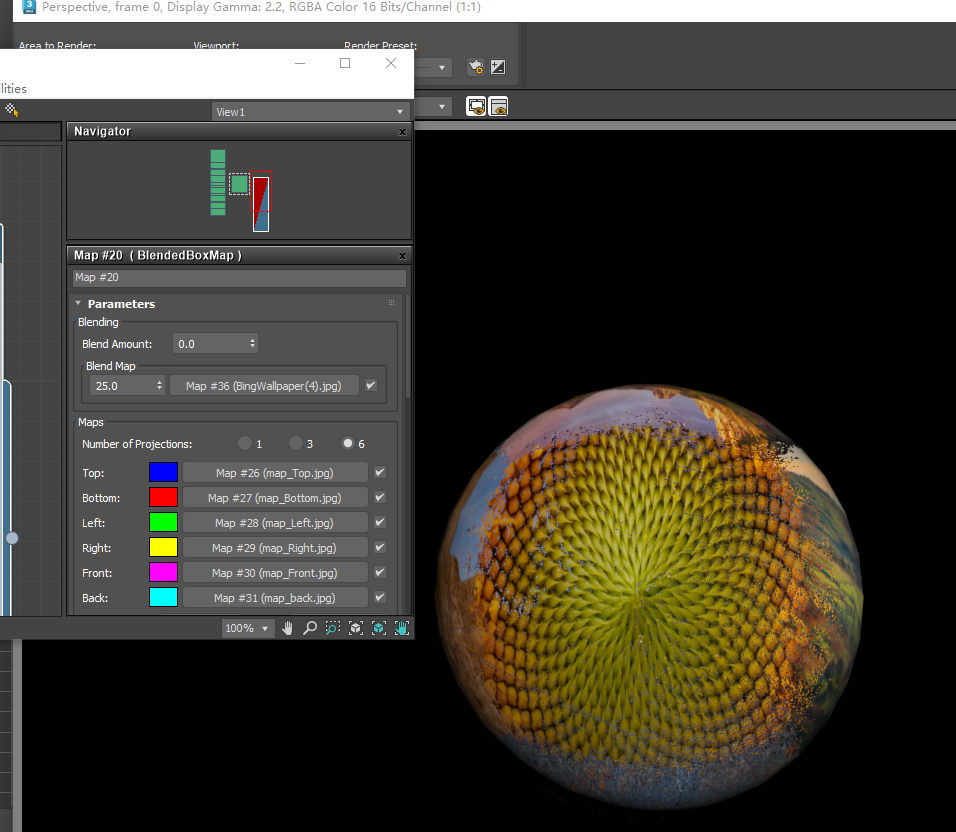 3 Perspective, frame 0, Display Gamma: 2.2, RGBA Color 16 Bits/Channel (1:1)
Area to Render: Viewport: Render Preset:
ilities
View1
Navigator x
Map #20 ( BlendedBoxMap ) x
Map #20
Parameters
Blending
Blend Amount: 0.0
Blend Map
25.0 Map #36 (BingWallpaper(4).jpg)
Maps
Number of Projections: 1 3 6
Top: Map #26 (map_Top.jpg)
Bottom: Map #27 (map_Bottom.jpg)
Left: Map #28 (map_Left.jpg)
Right: Map #29 (map_Right.jpg)
Front: Map #30 (map_Front.jpg)
Back: Map #31 (map_back.jpg)
100%